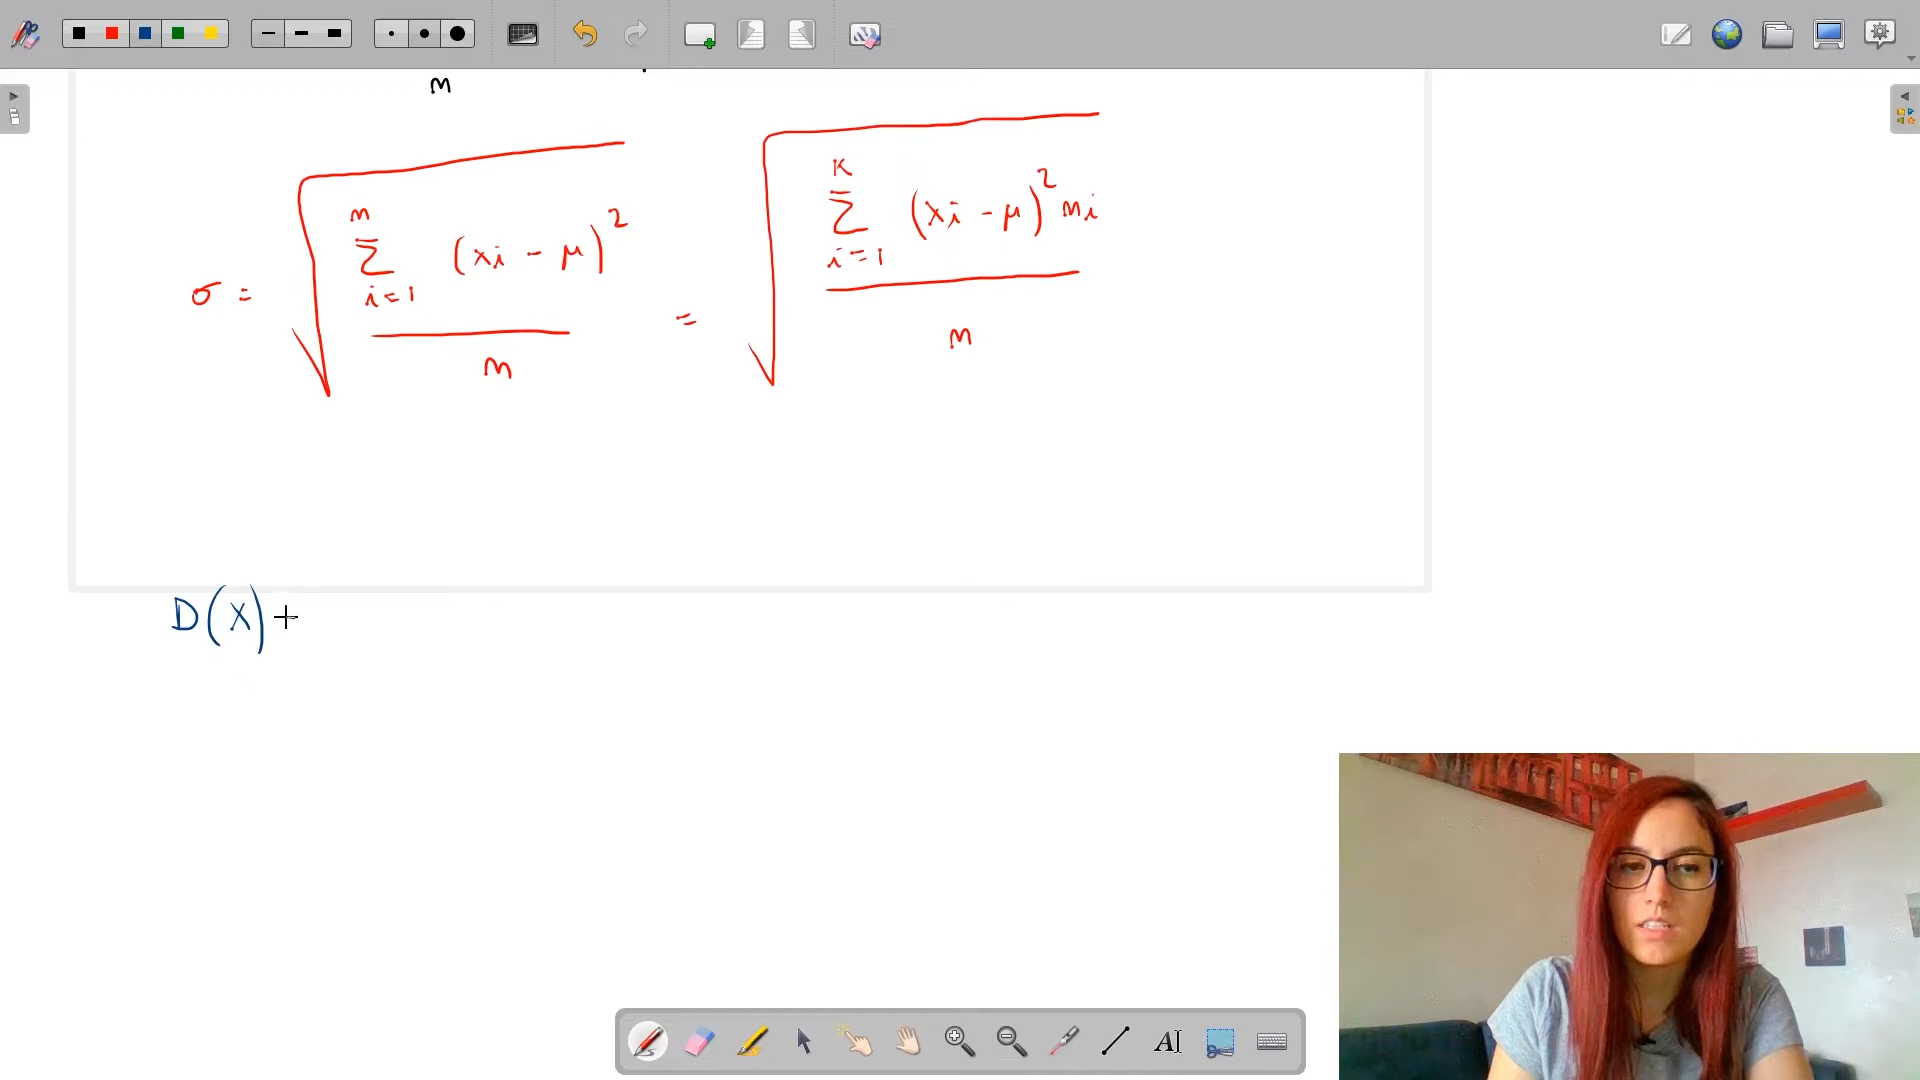 m
σ = √( Σ_{i=1}^{m} (xi - μ)² / m ) = √( Σ_{i=1}^{K} (xi - μ)² mi / m )
D(X)